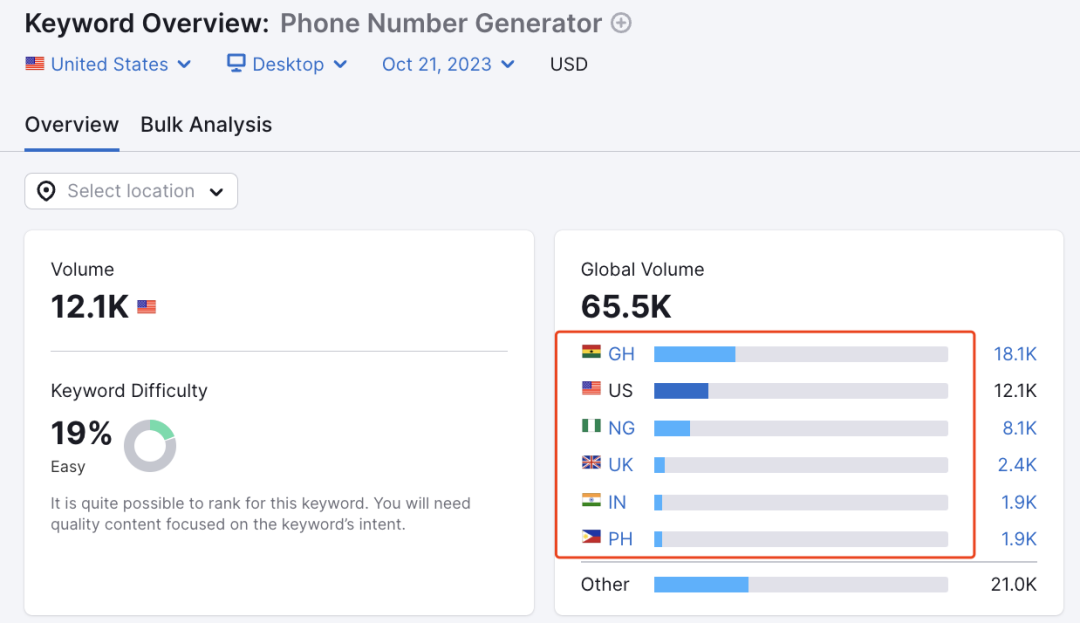 Keyword Overview: Phone Number Generator
United States Desktop Oct 21, 2023 USD
Overview Bulk Analysis
Select location
Volume
12.1K
Keyword Difficulty
19%
Easy
It is quite possible to rank for this keyword. You will need
quality content focused on the keyword's intent.
Global Volume
65.5K
GH 18.1K
US 12.1K
NG 8.1K
UK 2.4K
IN 1.9K
PH 1.9K
Other 21.0K